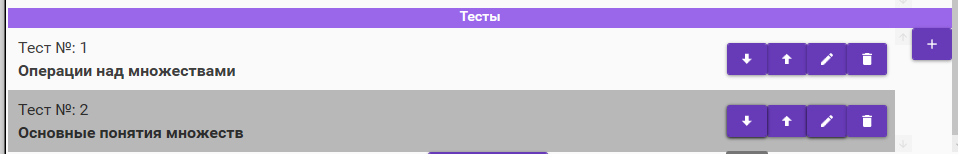 Тесты
Тест №: 1
Операции над множествами
Тест №: 2
Основные понятия множеств